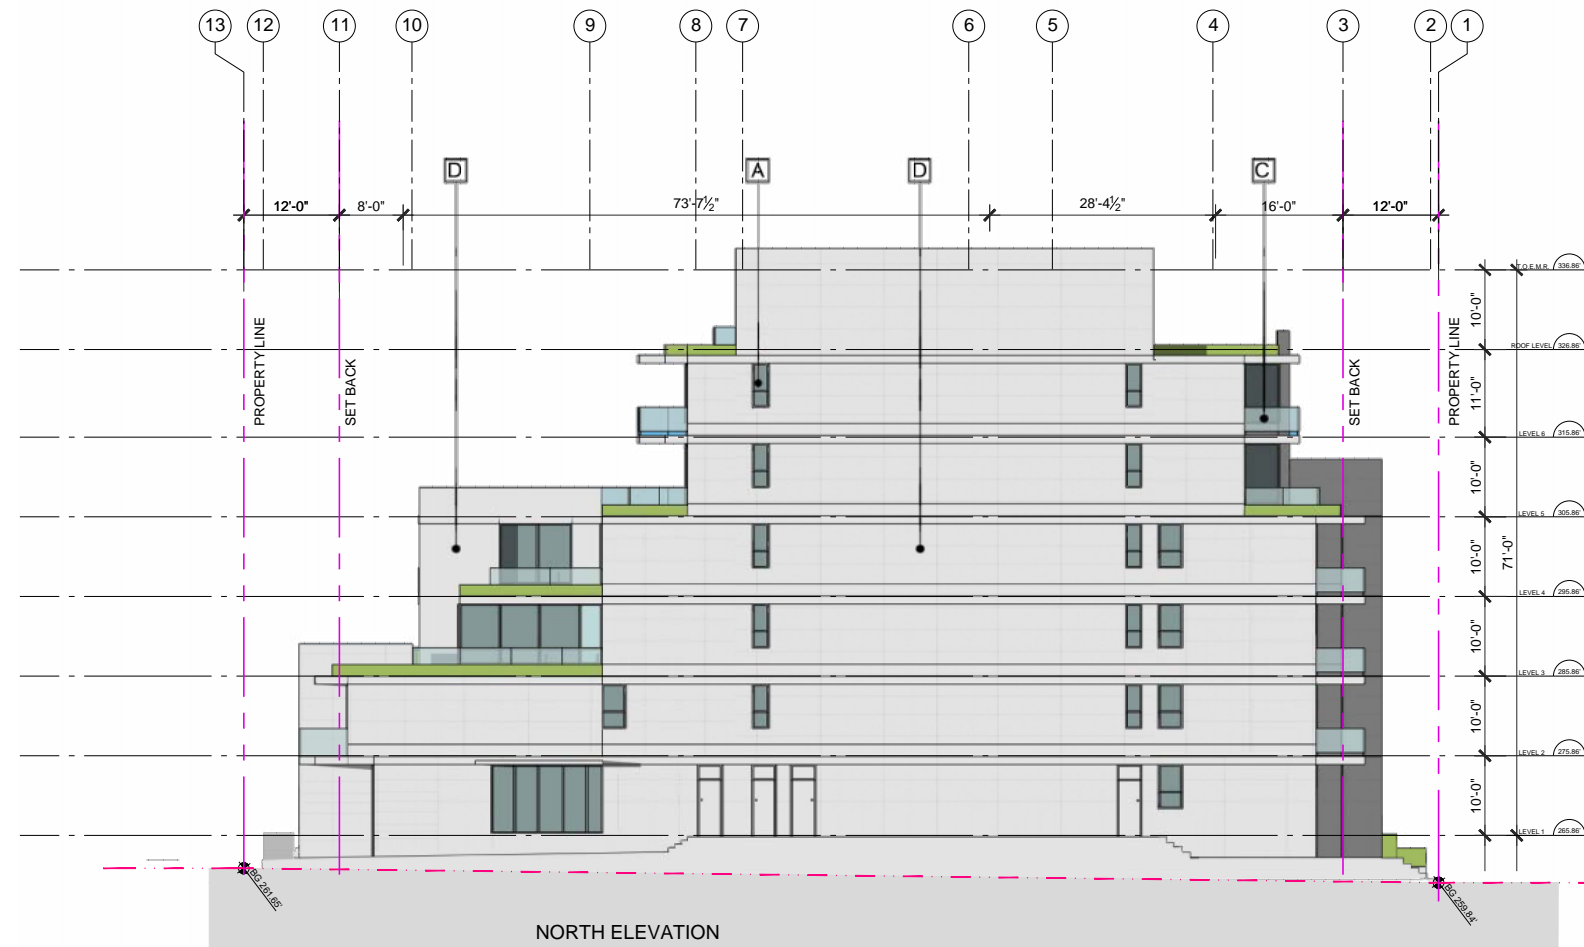 13 12 11 10 9 8 7 6 5 4 3 2 1
D A D C
12'-0" 8'-0" 73'-7½" 28'-4½" 16'-0" 12'-0"
T.O.E.M.R. 336.86'
10'-0"
PROPERTY LINE
SET BACK
SET BACK
PROPERTY LINE
ROOF LEVEL 326.86'
11'-0"
LEVEL 6 315.86'
10'-0"
LEVEL 5 305.86'
10'-0"
71'-0"
LEVEL 4 295.86'
10'-0"
LEVEL 3 285.86'
10'-0"
LEVEL 2 275.86'
10'-0"
LEVEL 1 265.86'
BG 261.65'
BG 259.84'
NORTH ELEVATION